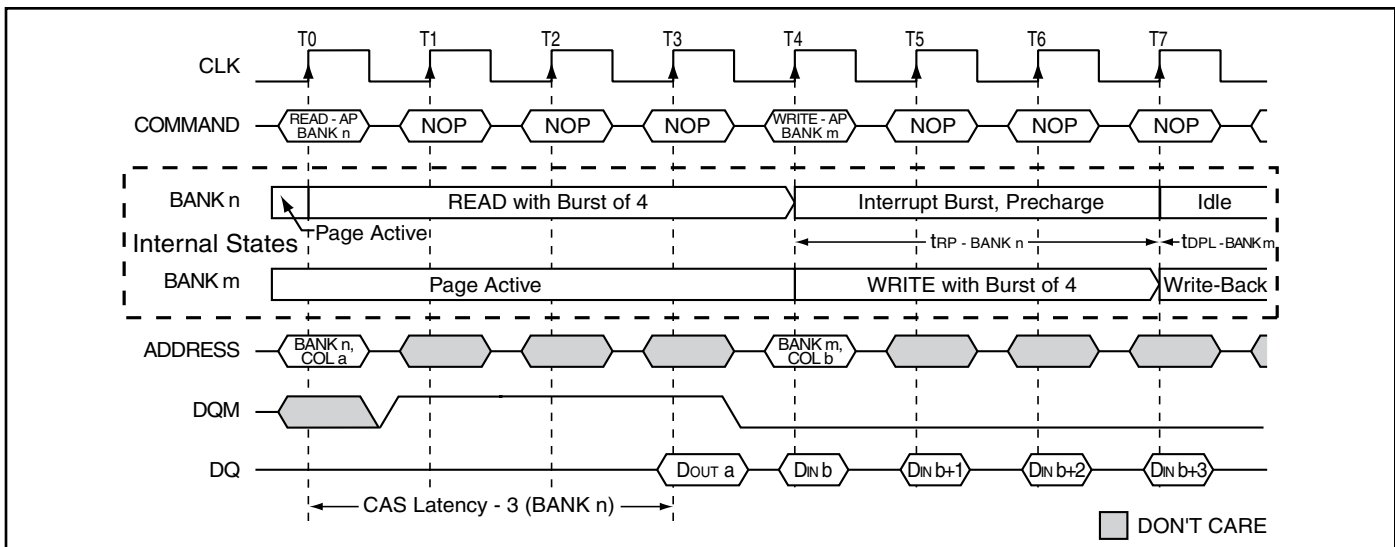 T0 T1 T2 T3 T4 T5 T6 T7
CLK
COMMAND READ - AP BANK n NOP NOP NOP WRITE - AP BANK m NOP NOP NOP
BANK n READ with Burst of 4 Interrupt Burst, Precharge Idle
Internal States Page Active tRP - BANK n tDPL - BANK m
BANK m Page Active WRITE with Burst of 4 Write-Back
ADDRESS BANK n, COL a BANK m, COL b
DQM
DQ DOUT a DIN b DIN b+1 DIN b+2 DIN b+3
CAS Latency - 3 (BANK n)
DON'T CARE